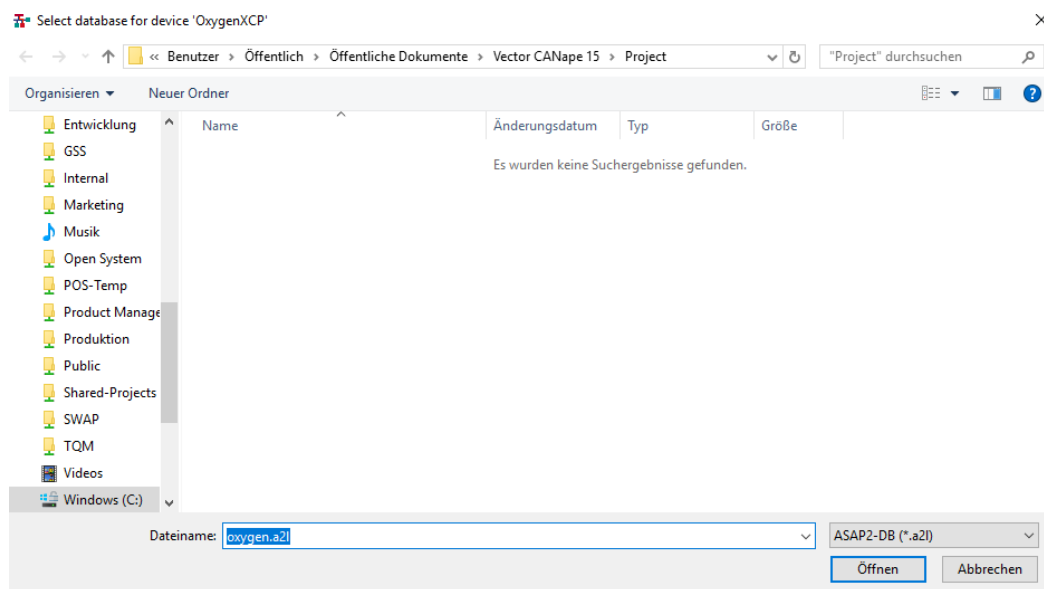 Select database for device 'OxygenXCP'
« Benutzer › Öffentlich › Öffentliche Dokumente › Vector CANape 15 › Project
"Project" durchsuchen
Organisieren
Neuer Ordner
Name
Änderungsdatum
Typ
Größe
Es wurden keine Suchergebnisse gefunden.
Entwicklung
GSS
Internal
Marketing
Musik
Open System
POS-Temp
Product Manage
Produktion
Public
Shared-Projects
SWAP
TQM
Videos
Windows (C:)
Dateiname: oxygen.a2l
ASAP2-DB (*.a2l)
Öffnen
Abbrechen